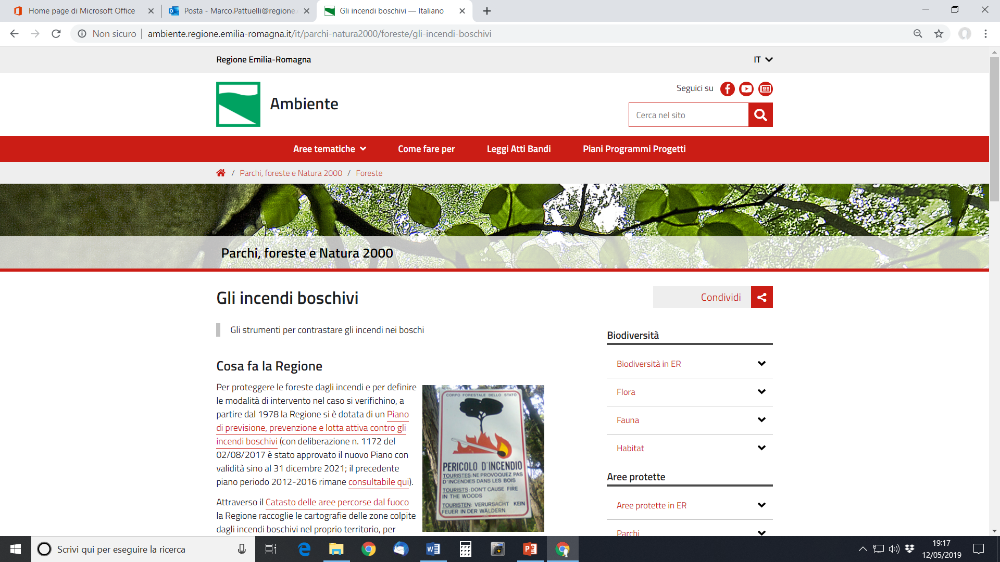 Home page di Microsoft Office
Posta - Marco.Pattuelli@regione.
Gli incendi boschivi — Italiano
Non sicuro
ambiente.regione.emilia-romagna.it/it/parchi-natura2000/foreste/gli-incendi-boschivi
Regione Emilia-Romagna
IT
Ambiente
Seguici su
Cerca nel sito
Aree tematiche
Come fare per
Leggi Atti Bandi
Piani Programmi Progetti
/ Parchi, foreste e Natura 2000 / Foreste
Parchi, foreste e Natura 2000
Gli incendi boschivi
Condividi
Gli strumenti per contrastare gli incendi nei boschi
Cosa fa la Regione
Per proteggere le foreste dagli incendi e per definire
le modalità di intervento nel caso si verifichino, a
partire dal 1978 la Regione si è dotata di un Piano
di previsione, prevenzione e lotta attiva contro gli
incendi boschivi (con deliberazione n. 1172 del
02/08/2017 è stato approvato il nuovo Piano con
validità sino al 31 dicembre 2021; il precedente
piano periodo 2012-2016 rimane consultabile qui).
Attraverso il Catasto delle aree percorse dal fuoco
la Regione raccoglie le cartografie delle zone colpite
dagli incendi boschivi nel proprio territorio, per
CORPO FORESTALE DELLO STATO
PERICOLO D'INCENDIO
TOURISTES: NE PROVOQUEZ PAS
D'INCENDIES DANS LES BOIS
TOURISTS: DON'T CAUSE FIRE
IN THE WOODS
TOURISTEN: VERURSACHT KEIN
FEUER IN DER WÄLDERN
Biodiversità
Biodiversità in ER
Flora
Fauna
Habitat
Aree protette
Aree protette in ER
Parchi
Scrivi qui per eseguire la ricerca
19:17
12/05/2019